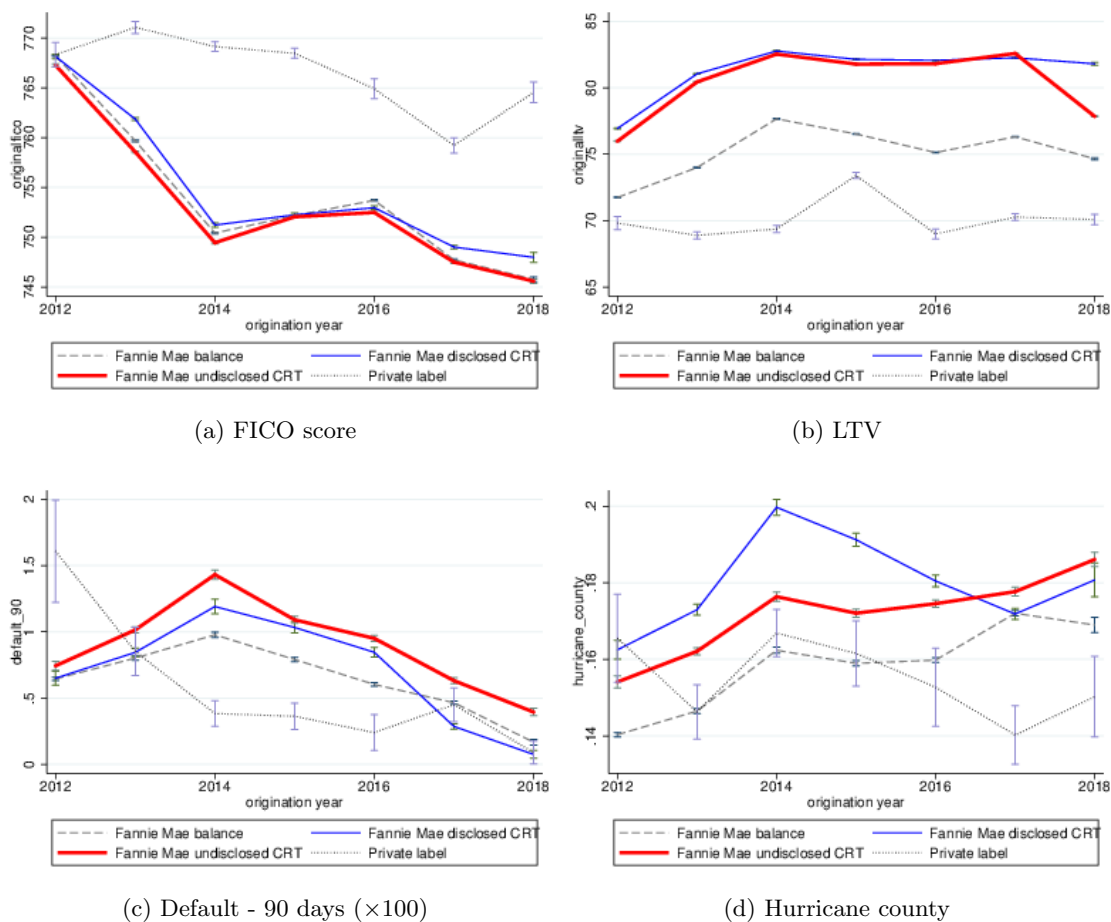 originalfico
770
765
760
755
750
745
2012 2014 2016 2018
origination year
Fannie Mae balance Fannie Mae disclosed CRT
Fannie Mae undisclosed CRT Private label
(a) FICO score
originalltv
85
80
75
70
65
2012 2014 2016 2018
origination year
Fannie Mae balance Fannie Mae disclosed CRT
Fannie Mae undisclosed CRT Private label
(b) LTV
default_90
2
1.5
1
.5
0
2012 2014 2016 2018
origination year
Fannie Mae balance Fannie Mae disclosed CRT
Fannie Mae undisclosed CRT Private label
(c) Default - 90 days (×100)
hurricane_county
.2
.18
.16
.14
2012 2014 2016 2018
origination year
Fannie Mae balance Fannie Mae disclosed CRT
Fannie Mae undisclosed CRT Private label
(d) Hurricane county